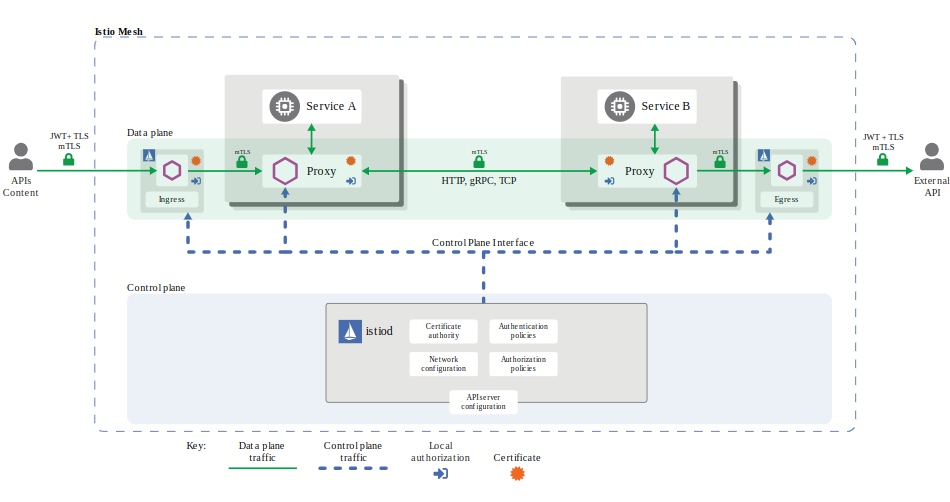 Istio Mesh
Data plane
Service A
Service B
JWT+ TLS
mTLS
JWT + TLS
mTLS
mTLS
mTLS
mTLS
Proxy
Proxy
APIs
Content
External
API
HTTP, gRPC, TCP
Ingress
Egress
Control Plane Interface
Control plane
istiod
Certificate
authority
Authentication
policies
Network
configuration
Authorization
policies
API server
configuration
Key:
Data plane
traffic
Control plane
traffic
Local
authorization
Certificate